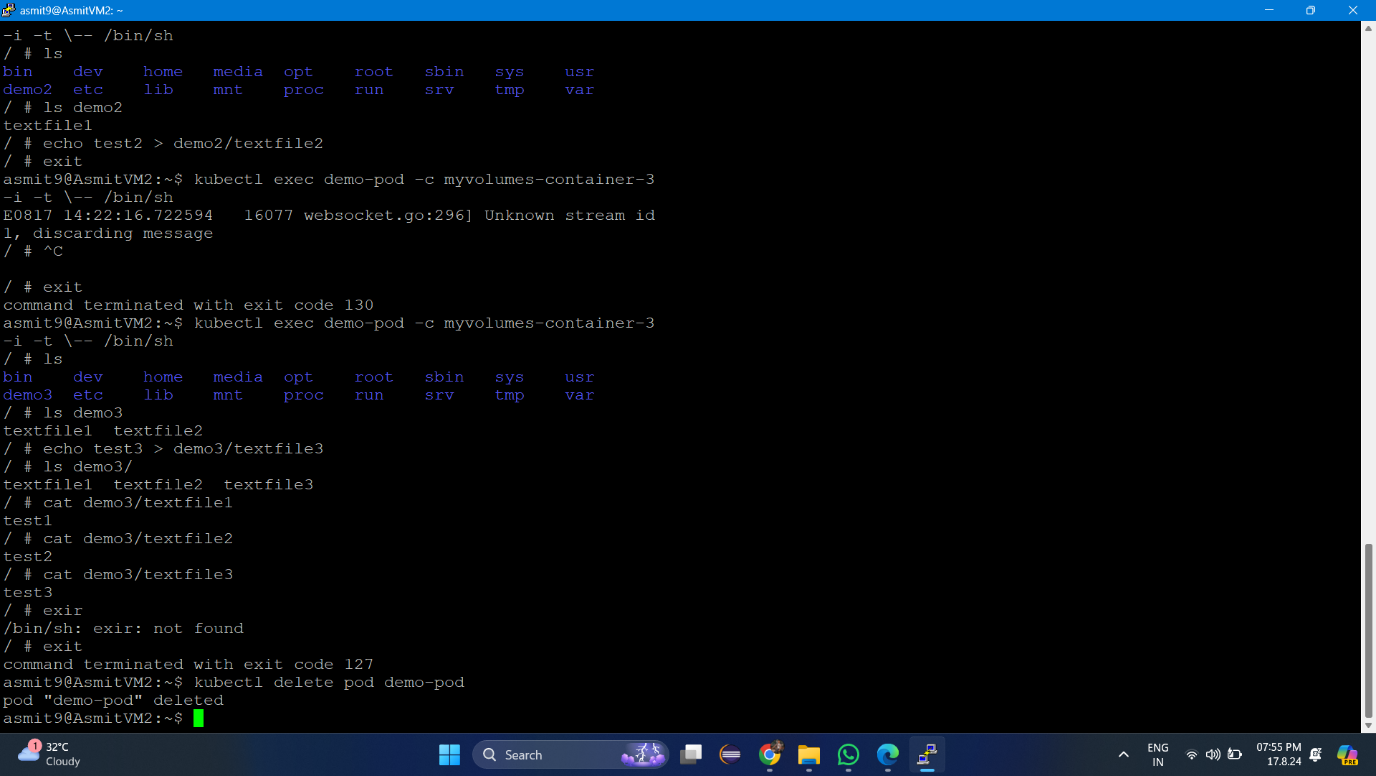 asmit9@AsmitVM2: ~
-i -t \-- /bin/sh
/ # ls
bin dev home media opt root sbin sys usr
demo2 etc lib mnt proc run srv tmp var
/ # ls demo2
textfile1
/ # echo test2 > demo2/textfile2
/ # exit
asmit9@AsmitVM2:~$ kubectl exec demo-pod -c myvolumes-container-3
-i -t \-- /bin/sh
E0817 14:22:16.722594 16077 websocket.go:296] Unknown stream id
1, discarding message
/ # ^C
/ # exit
command terminated with exit code 130
asmit9@AsmitVM2:~$ kubectl exec demo-pod -c myvolumes-container-3
-i -t \-- /bin/sh
/ # ls
bin dev home media opt root sbin sys usr
demo3 etc lib mnt proc run srv tmp var
/ # ls demo3
textfile1 textfile2
/ # echo test3 > demo3/textfile3
/ # ls demo3/
textfile1 textfile2 textfile3
/ # cat demo3/textfile1
test1
/ # cat demo3/textfile2
test2
/ # cat demo3/textfile3
test3
/ # exir
/bin/sh: exir: not found
/ # exit
command terminated with exit code 127
asmit9@AsmitVM2:~$ kubectl delete pod demo-pod
pod "demo-pod" deleted
asmit9@AsmitVM2:~$
1
32°C
Cloudy
Search
ENG
IN
07:55 PM
17.8.24
PRE